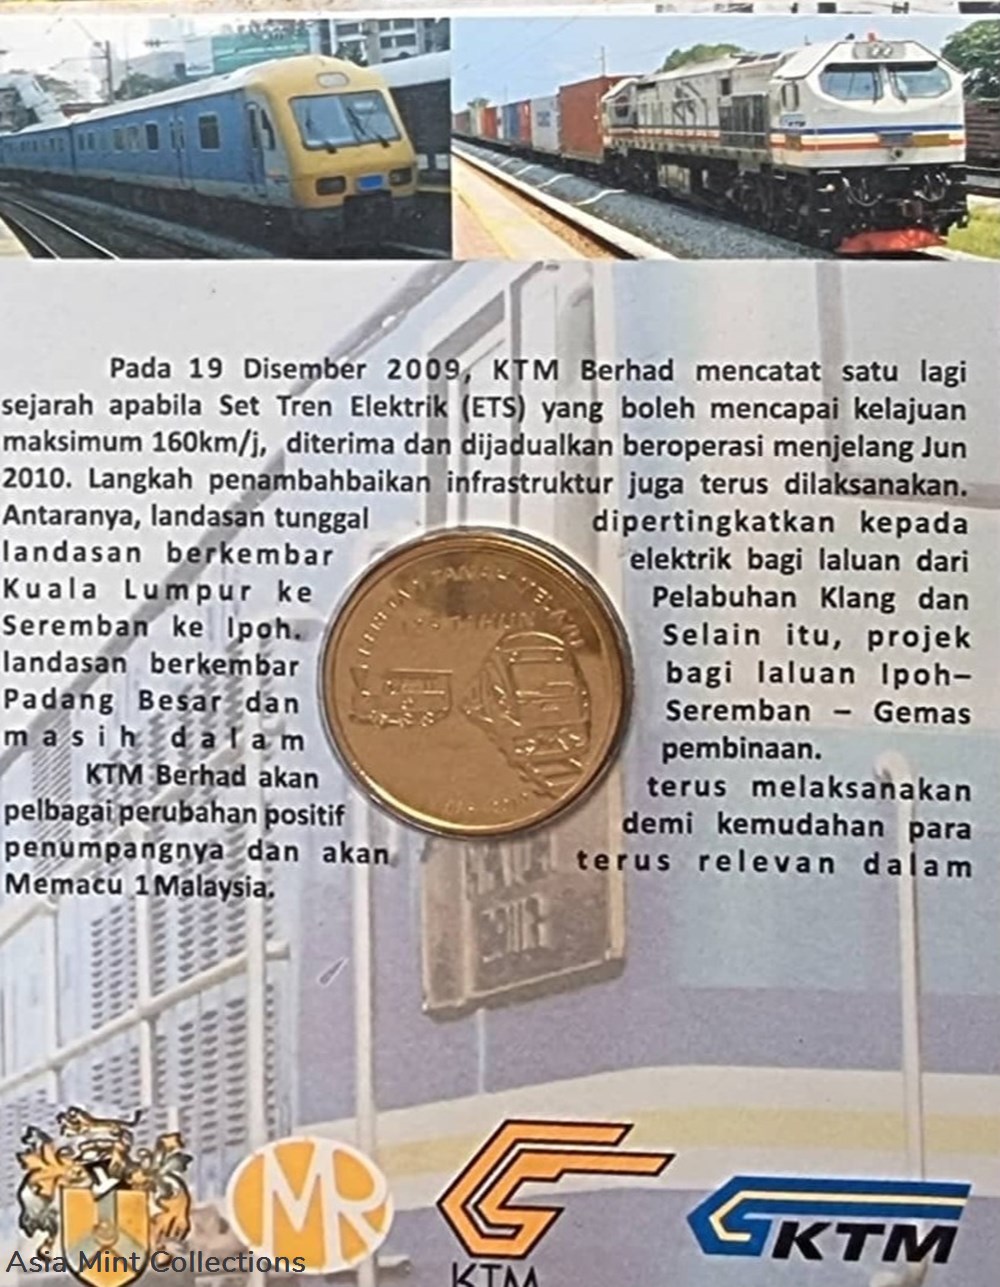 Pada 19 Disember 2009, KTM Berhad mencatat satu lagi
sejarah apabila Set Tren Elektrik (ETS) yang boleh mencapai kelajuan
maksimum 160km/j, diterima dan dijadualkan beroperasi menjelang Jun
2010. Langkah penambahbaikan infrastruktur juga terus dilaksanakan.
Antaranya, landasan tunggal dipertingkatkan kepada
landasan berkembar elektrik bagi laluan dari
Kuala Lumpur ke Pelabuhan Klang dan
Seremban ke Ipoh. Selain itu, projek
landasan berkembar bagi laluan Ipoh–
Padang Besar dan Seremban – Gemas
masih dalam pembinaan.
KTM Berhad akan terus melaksanakan
pelbagai perubahan positif demi kemudahan para
penumpangnya dan akan terus relevan dalam
Memacu 1Malaysia.
TANAH MELAYU
TAHUN
MR
KTM
KTM
Asia Mint Collections